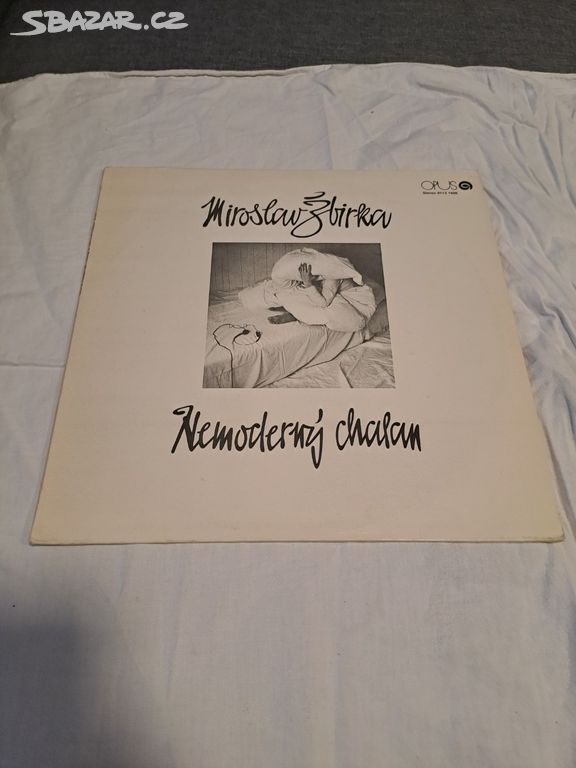 SBAZAR.CZ
OPUS
Miroslav Žbirka
Nemoderný chalan